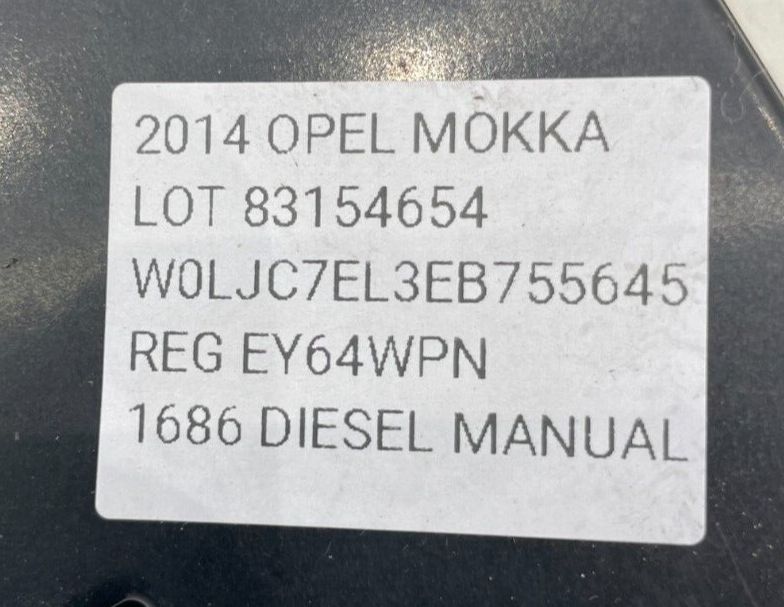 2014 OPEL MOKKA
LOT 83154654
W0LJC7EL3EB755645
REG EY64WPN
1686 DIESEL MANUAL